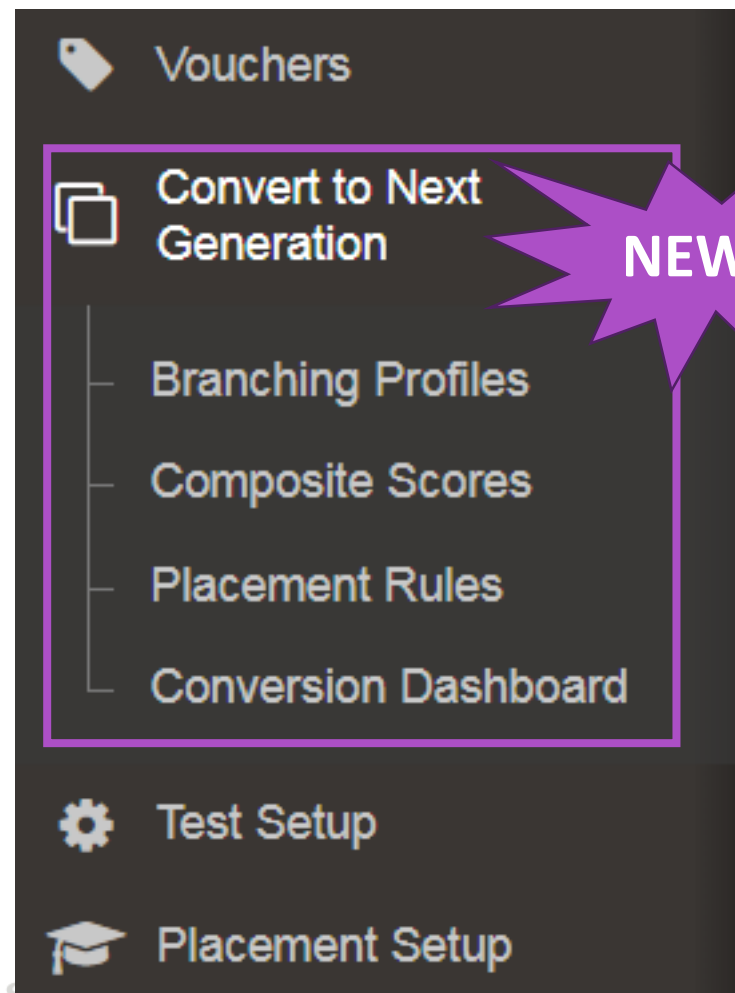 Vouchers
Convert to Next
Generation
NEW
Branching Profiles
Composite Scores
Placement Rules
Conversion Dashboard
Test Setup
Placement Setup